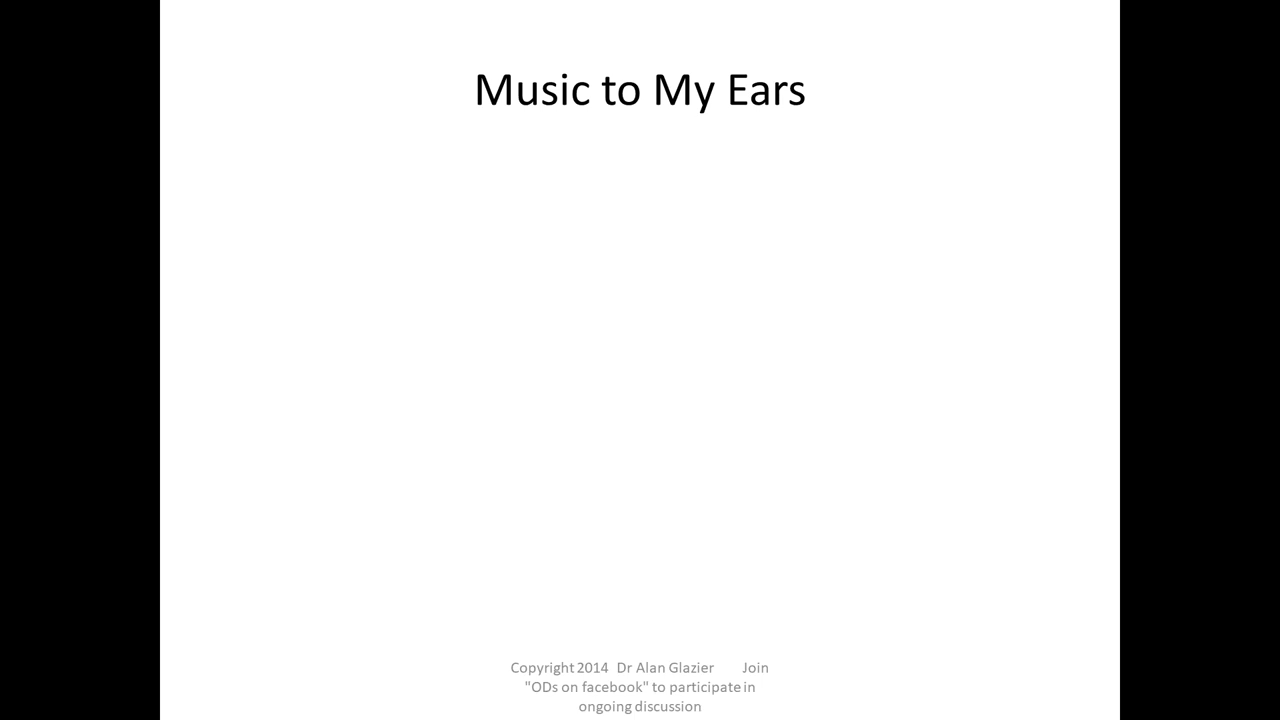 Music to My Ears
Copyright 2014 Dr Alan Glazier Join
"ODs on facebook" to participate in
ongoing discussion